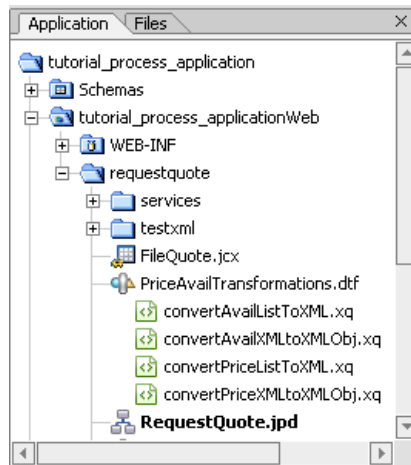 Application Files
tutorial_process_application
Schemas
tutorial_process_applicationWeb
WEB-INF
requestquote
services
testxml
FileQuote.jcx
PriceAvailTransformations.dtf
convertAvailListToXML.xq
convertAvailXMLtoXMLObj.xq
convertPriceListToXML.xq
convertPriceXMLtoXMLObj.xq
RequestQuote.jpd